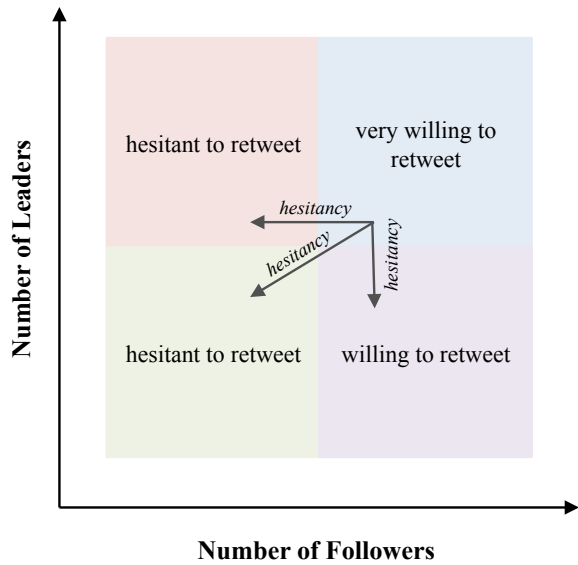 Number of Leaders
hesitant to retweet
very willing to
retweet
hesitancy
hesitancy
hesitancy
hesitant to retweet
willing to retweet
Number of Followers